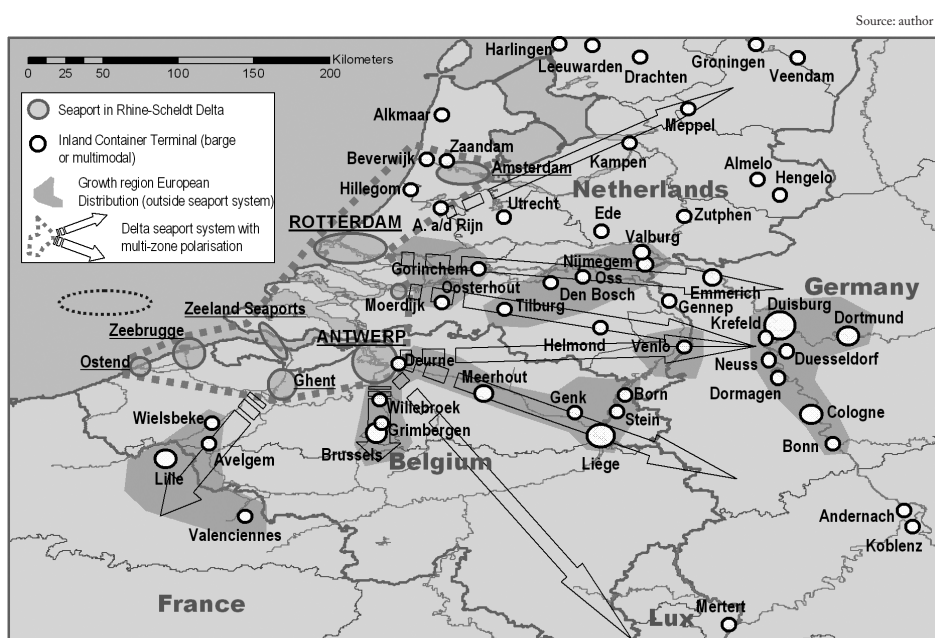 Source: author
Kilometers
0 25 50 100 150 200
Seaport in Rhine-Scheldt Delta
Inland Container Terminal (barge
or multimodal)
Growth region European
Distribution (outside seaport system)
Delta seaport system with
multi-zone polarisation
Harlingen
Leeuwarden
Drachten
Groningen
Veendam
Alkmaar
Meppel
Beverwijk
Zaandam
Amsterdam
Kampen
Almelo
Hengelo
Hillegom
Netherlands
A. a/d Rijn
Utrecht
Ede
Zutphen
ROTTERDAM
Valburg
Gorinchem
Nijmegem
Oss
Emmerich
Germany
Moerdijk
Oosterhout
Den Bosch
Gennep
Duisburg
Zeeland Seaports
Tilburg
Krefeld
Dortmund
Zeebrugge
ANTWERP
Helmond
Venlo
Ostend
Deurne
Neuss
Duesseldorf
Ghent
Meerhout
Dormagen
Wielsbeke
Willebroek
Genk
Born
Stein
Cologne
Grimbergen
Brussels
Belgium
Avelgem
Liége
Bonn
Lille
Valenciennes
Andernach
Koblenz
France
Lux
Mertert